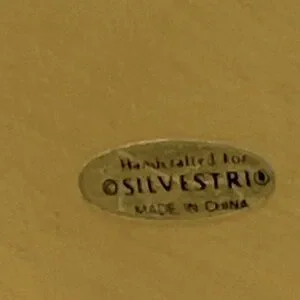 Handcrafted For
©SILVESTRI®
MADE IN CHINA